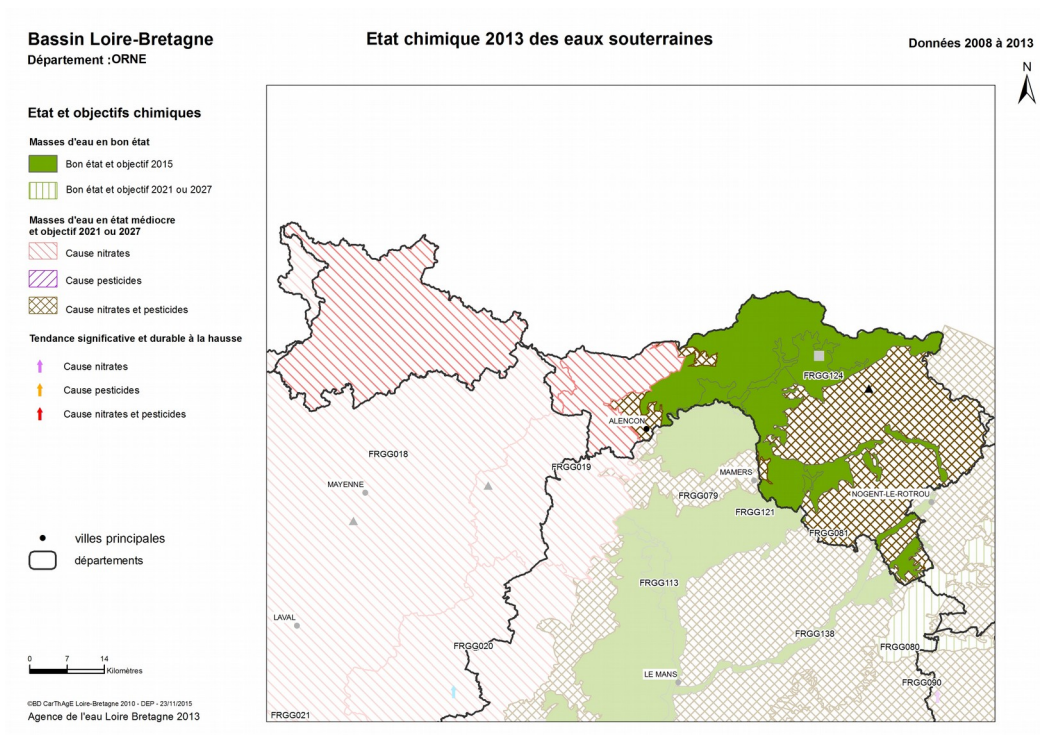 Bassin Loire-Bretagne
Département :ORNE
Etat chimique 2013 des eaux souterraines
Données 2008 à 2013
N
Etat et objectifs chimiques
Masses d'eau en bon état
Bon état et objectif 2015
Bon état et objectif 2021 ou 2027
Masses d'eau en état médiocre
et objectif 2021 ou 2027
Cause nitrates
Cause pesticides
Cause nitrates et pesticides
Tendance significative et durable à la hausse
Cause nitrates
Cause pesticides
Cause nitrates et pesticides
villes principales
départements
0 7 14
Kilomètres
©BD CarThAgE Loire-Bretagne 2010 - DEP - 23/11/2015
Agence de l'eau Loire Bretagne 2013
FRGG124
ALENCON
FRGG018
FRGG019
MAMERS
MAYENNE
FRGG079
NOGENT-LE-ROTROU
FRGG121
FRGG081
FRGG113
LAVAL
FRGG138
FRGG020
FRGG080
LE MANS
FRGG090
FRGG021